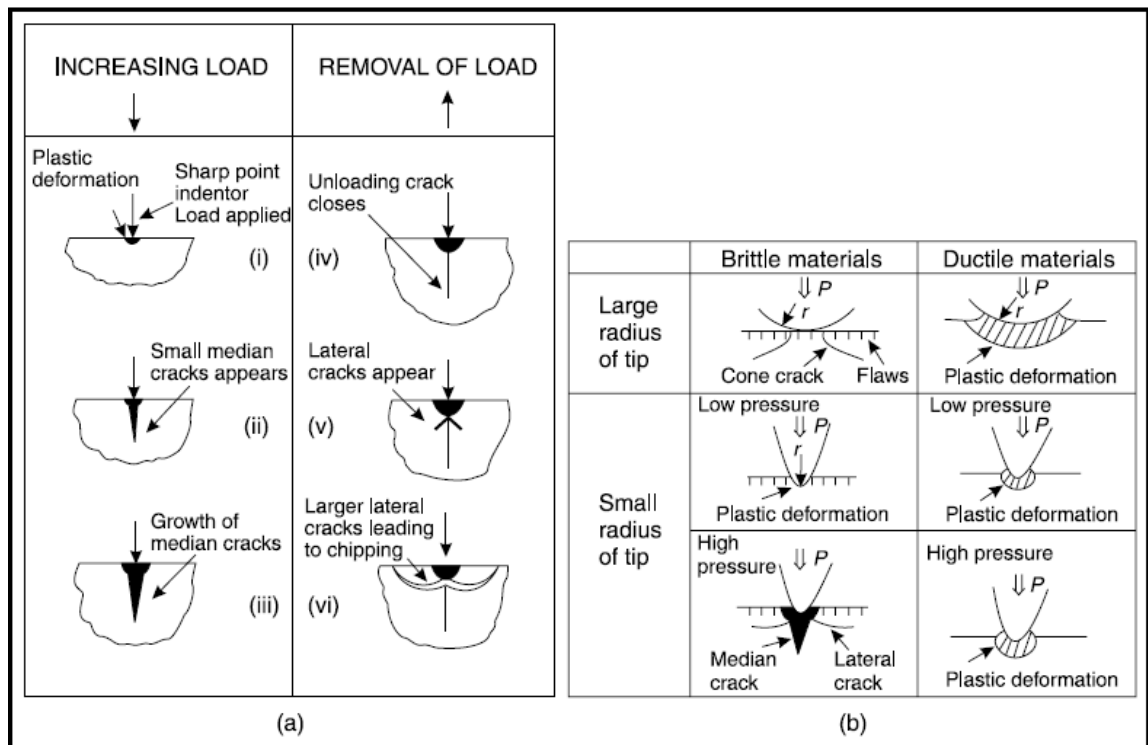 INCREASING LOAD
REMOVAL OF LOAD
Plastic
deformation
Sharp point
indentor
Load applied
(i)
Unloading crack
closes
(iv)
Small median
cracks appears
(ii)
Lateral
cracks appear
(v)
Growth of
median cracks
(iii)
Larger lateral
cracks leading
to chipping
(vi)
(a)
Brittle materials
Ductile materials
Large
radius
of tip
P
r
Cone crack
Flaws
P
r
Plastic deformation
Small
radius
of tip
Low pressure
P
r
Plastic deformation
Low pressure
P
Plastic deformation
High
pressure
P
Median
crack
Lateral
crack
High pressure
P
Plastic deformation
(b)